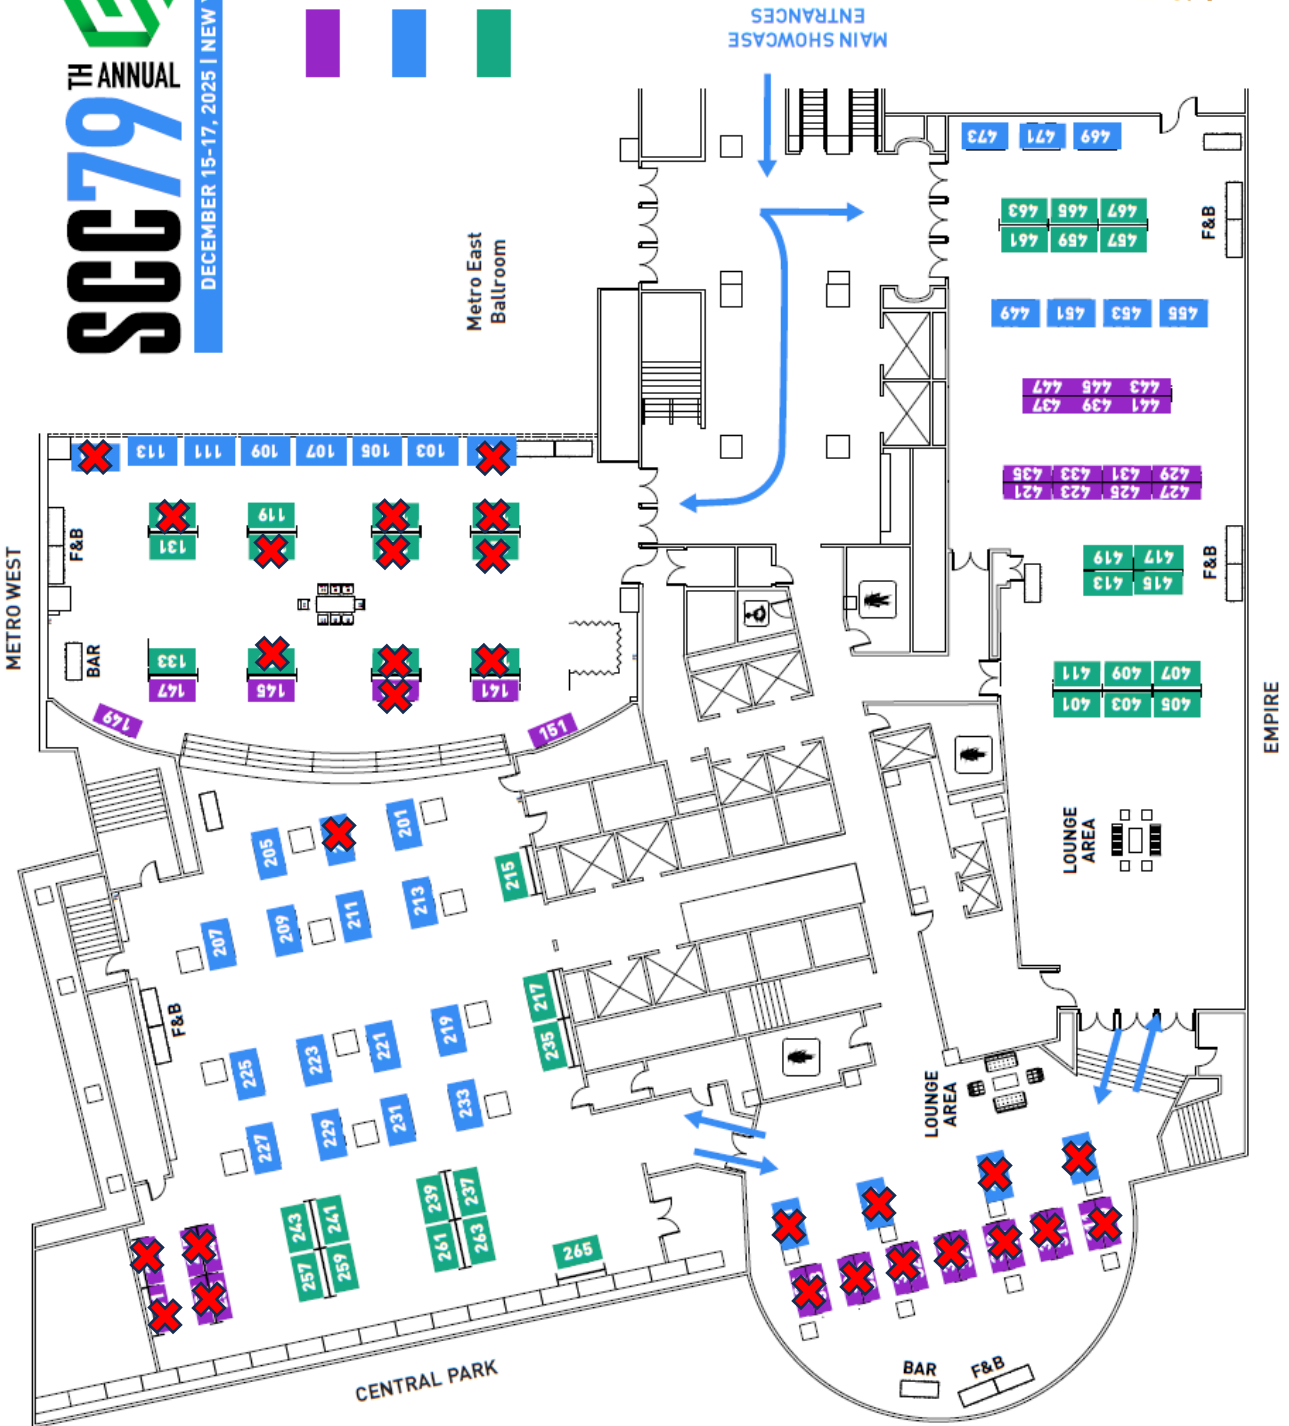 SCC79
TH ANNUAL
DECEMBER 15-17, 2025 | NEW Y
MAIN SHOWCASE
ENTRANCES
Metro East
Ballroom
METRO WEST
EMPIRE
CENTRAL PARK
473 471 469
463 465 467
461 459 457
F&B
449 451 453 455
447 445 443
437 439 441
435 433 431 429
421 423 425 427
419 417
413 415
F&B
411 409 407
401 403 405
LOUNGE
AREA
LOUNGE
AREA
113 111 109 107 105 103
119
131
F&B
133
BAR
147 145 141
149
151
205 201
215
207 209 211 213
F&B
217
235
225 223 221 219
227 229 231 233
243 241
257 259
239 237
261 263
265
BAR
F&B